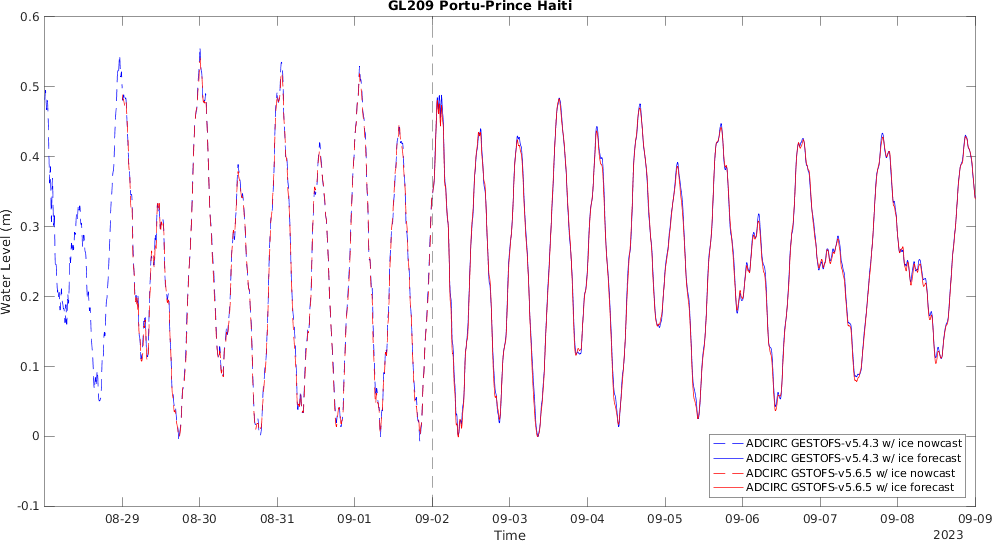 GL209 Portu-Prince Haiti
0.6
0.5
0.4
0.3
0.2
0.1
0
-0.1
Water Level (m)
08-29 08-30 08-31 09-01 09-02 09-03 09-04 09-05 09-06 09-07 09-08 09-09
Time
2023
ADCIRC GESTOFS-v5.4.3 w/ ice nowcast
ADCIRC GESTOFS-v5.4.3 w/ ice forecast
ADCIRC GSTOFS-v5.6.5 w/ ice nowcast
ADCIRC GSTOFS-v5.6.5 w/ ice forecast